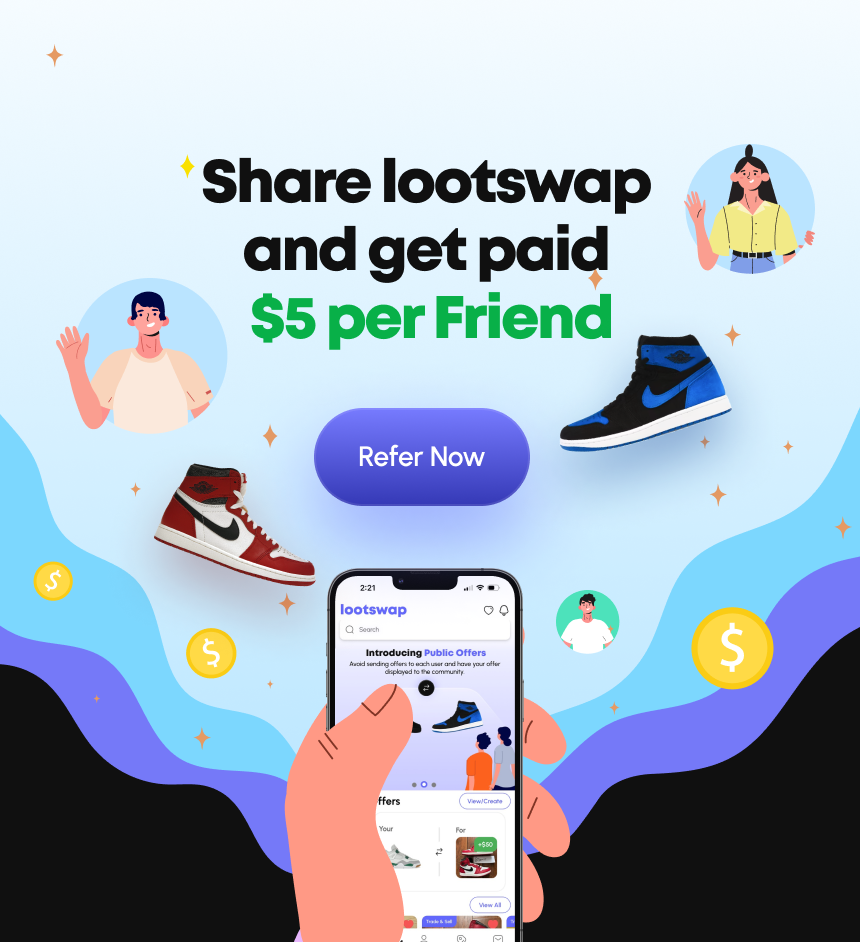 Share lootswap
and get paid
$5 per Friend
Refer Now
2:21
lootswap
Search
Introducing Public Offers
Avoid sending offers to each user and have your offer
displayed to the community.
ffers
View/Create
Your
For
+$50
View All
Trade & Sell